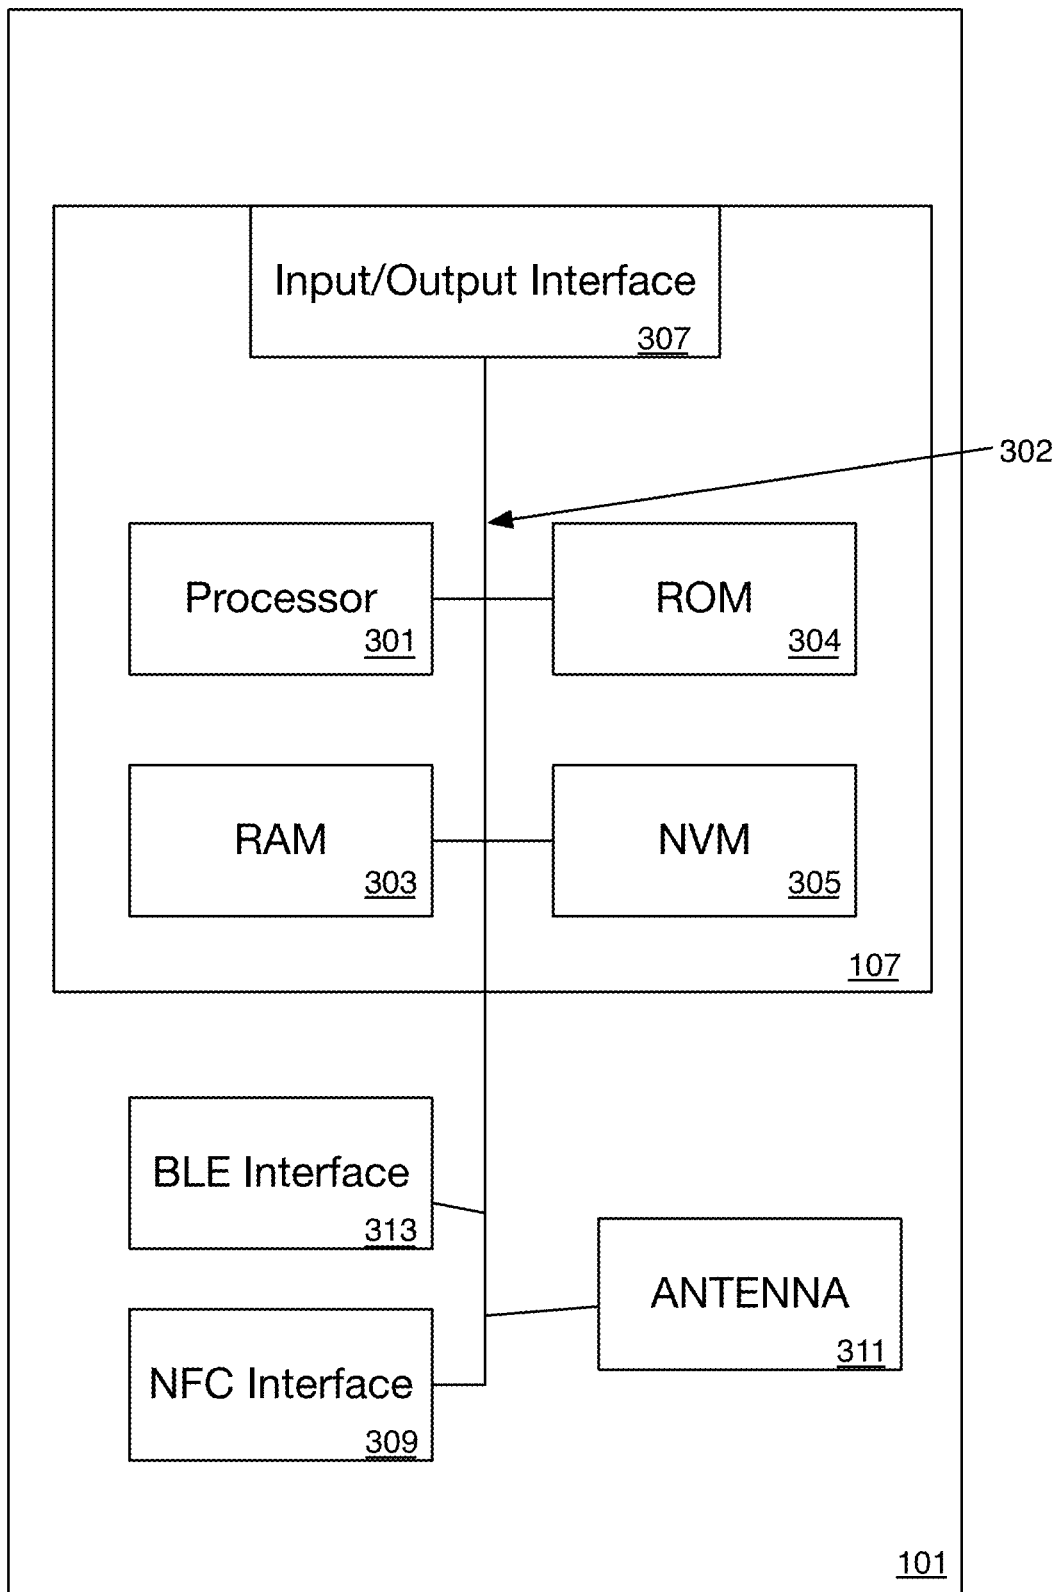 Input/Output Interface
307
302
Processor
301
ROM
304
RAM
303
NVM
305
107
BLE Interface
313
ANTENNA
311
NFC Interface
309
101